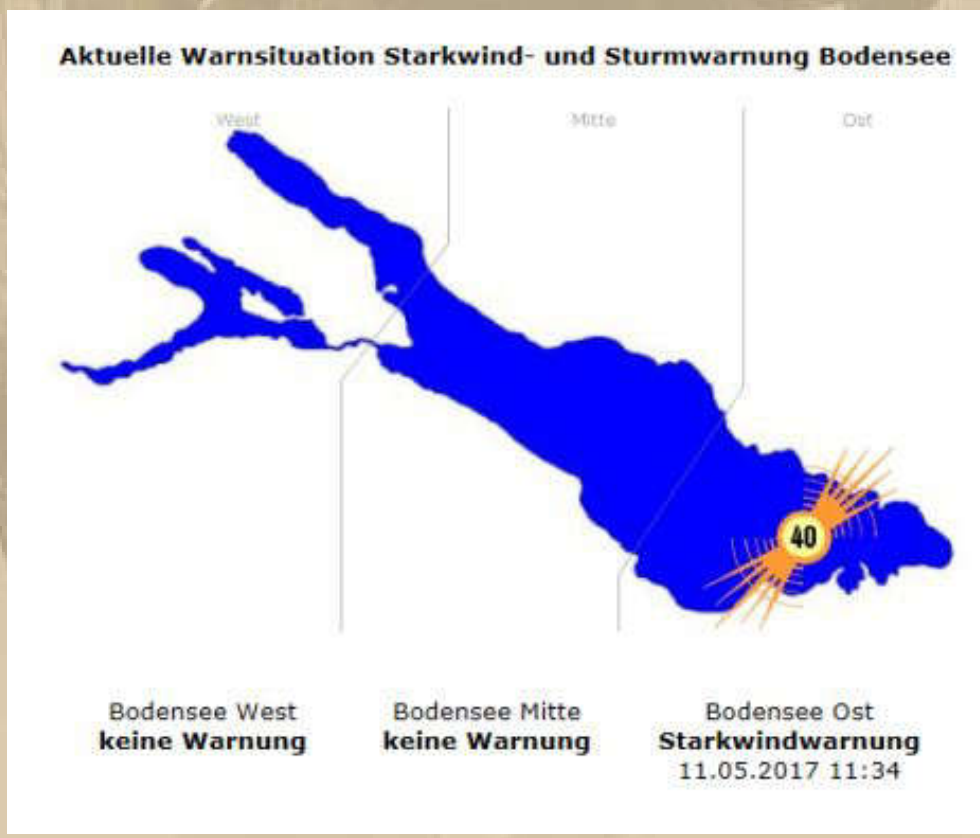 Aktuelle Warnsituation Starkwind- und Sturmwarnung Bodensee
West
Mitte
Ost
40
Bodensee West
keine Warnung
Bodensee Mitte
keine Warnung
Bodensee Ost
Starkwindwarnung
11.05.2017 11:34